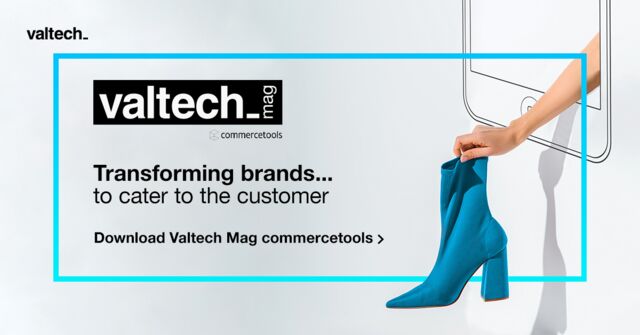 valtech_
valtech_mag
commercetools
Transforming brands...
to cater to the customer
Download Valtech Mag commercetools >